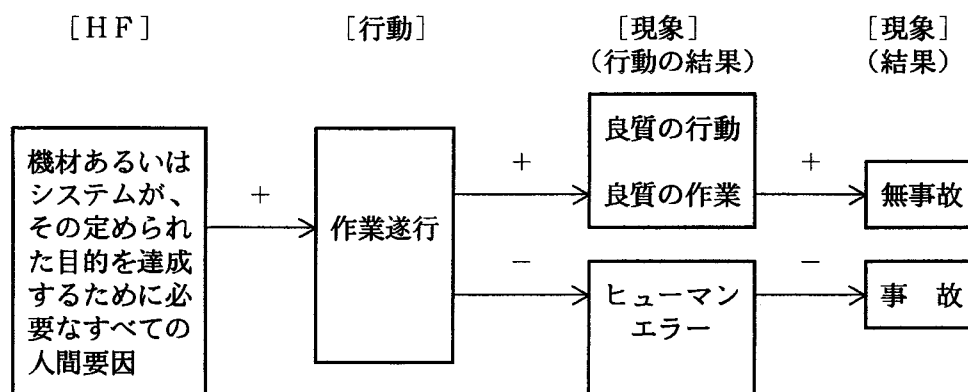 [HF]
[行動]
[現象]
(行動の結果)
[現象]
(結果)
機材あるいは
システムが、
その定められ
た目的を達成
するために必
要なすべての
人間要因
+
作業遂行
+
良質の行動
良質の作業
+
無事故
−
ヒューマン
エラー
−
事 故